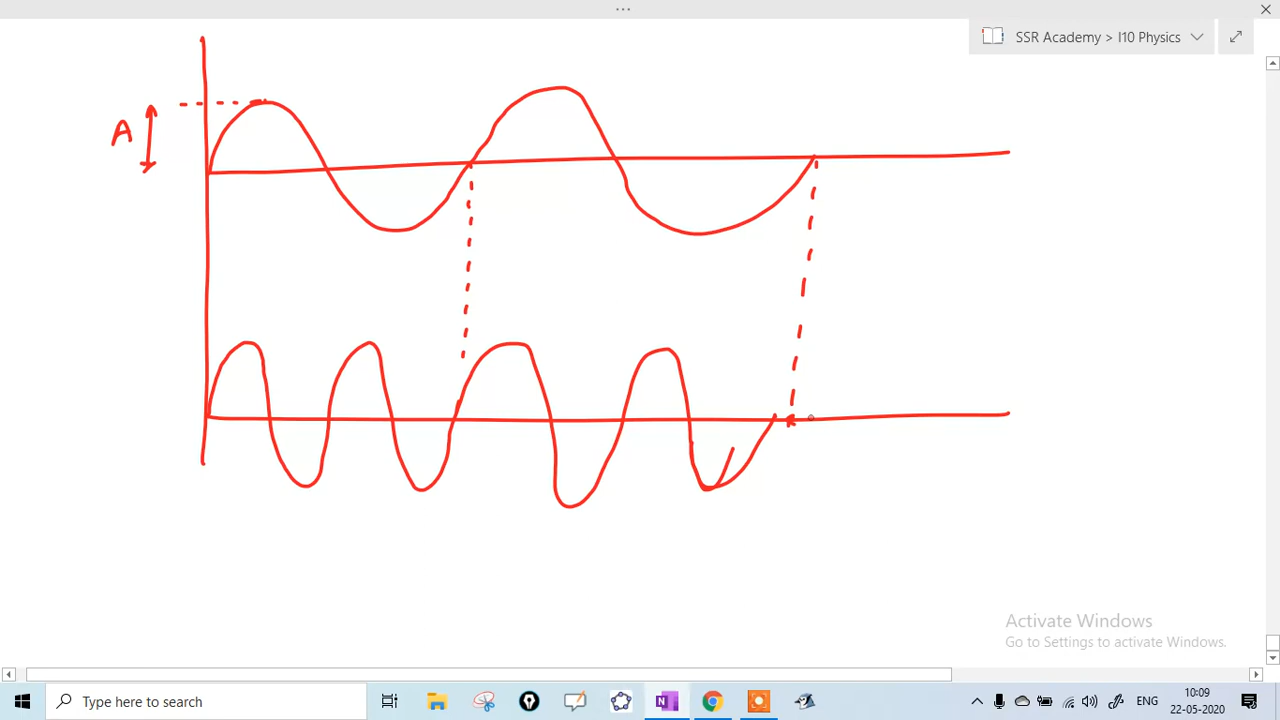 SSR Academy > I10 Physics
A
Activate Windows
Go to Settings to activate Windows.
Type here to search
ENG
10:09
22-05-2020